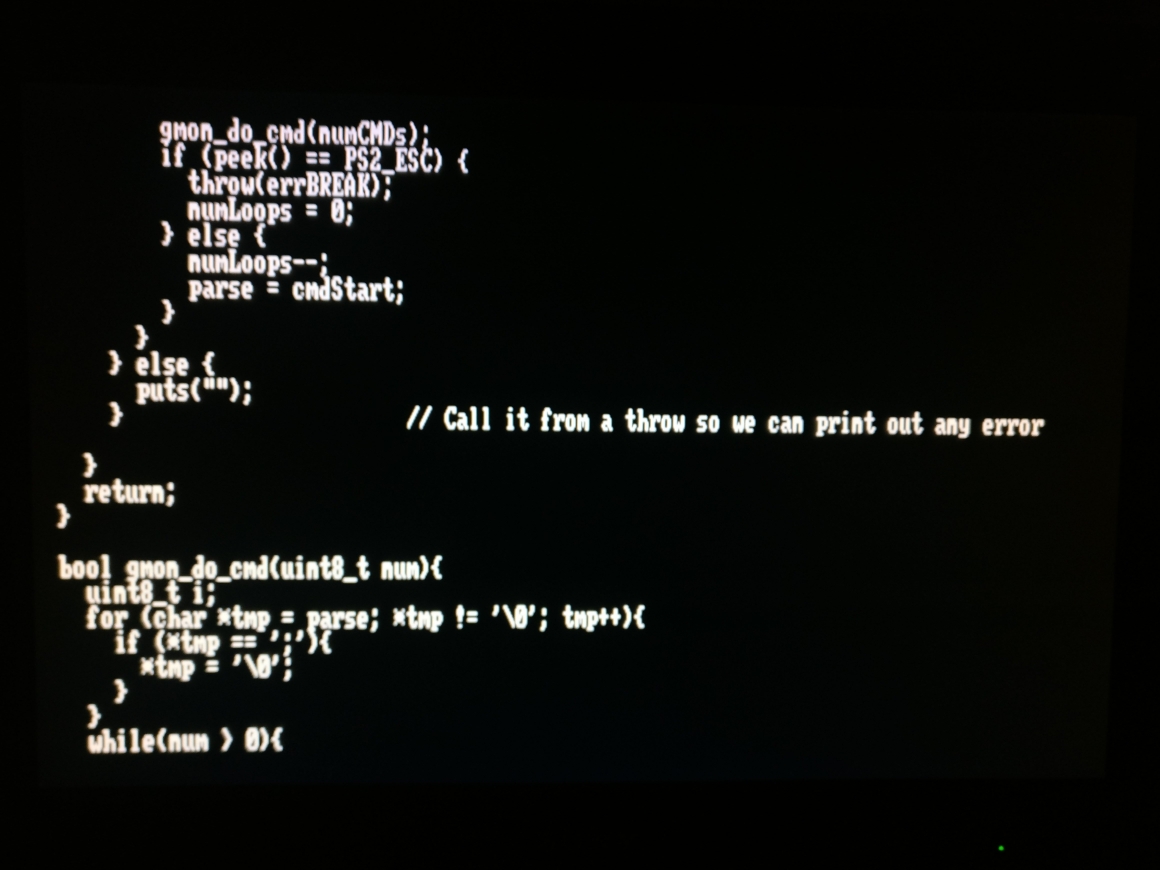 gmon_do_cmd(numCMDs);
if (peek() == PS2_ESC) {
throw(errBREAK);
numLoops = 0;
} else {
numLoops--;
parse = cmdStart;
}
}
} else {
puts("");
} // Call it from a throw so we can print out any error
}
return;
}
bool gmon_do_cmd(uint8_t num){
uint8_t i;
for (char *tmp = parse; *tmp != '\0'; tmp++){
if (*tmp == ';'){
*tmp = '\0';
}
}
while(num > 0){